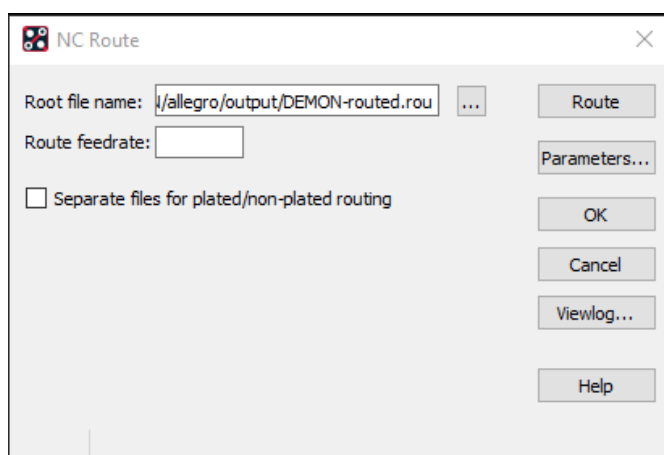 NC Route
Root file name: I/allegro/output/DEMON-routed.rou ... Route
Route feedrate:
Parameters...
Separate files for plated/non-plated routing
OK
Cancel
Viewlog...
Help